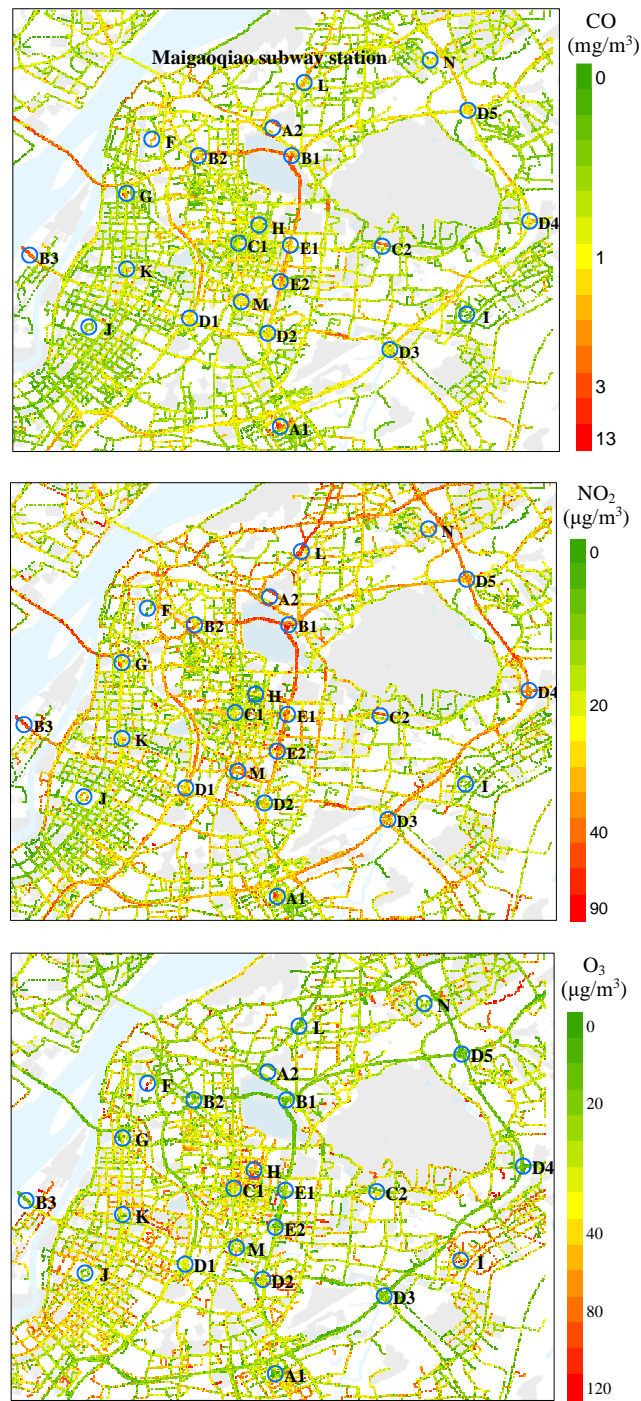 CO
(mg/m³)
Maigaoqiao subway station
N
L
0
D5
A2
F
B2
B1
G
H
D4
C1
E1
C2
B3
1
K
E2
M
I
D1
J
D2
D3
3
A1
13
NO₂
(μg/m³)
N
L
0
D5
A2
F
B2
B1
G
H
D4
20
C1
E1
C2
B3
K
E2
M
I
D1
J
D2
D3
40
A1
90
O₃
(μg/m³)
N
0
L
D5
A2
F
B2
B1
20
G
H
D4
C1
E1
C2
B3
K
E2
40
M
I
D1
J
D2
D3
80
A1
120